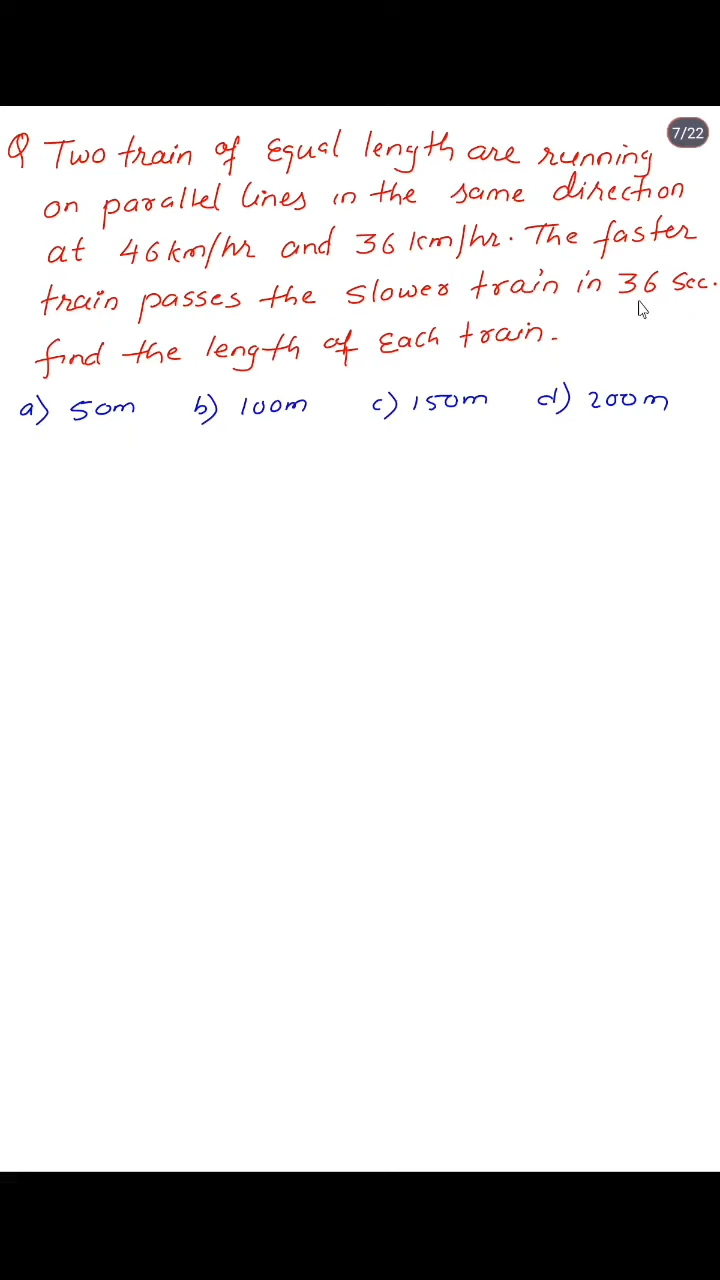 7/22
Q Two train of Equal length are running
on parallel lines in the same direction
at 46km/hr and 36km/hr. The faster
train passes the slower train in 36 sec.
find the length of Each train.
a) 50m b) 100m c) 150m d) 200m